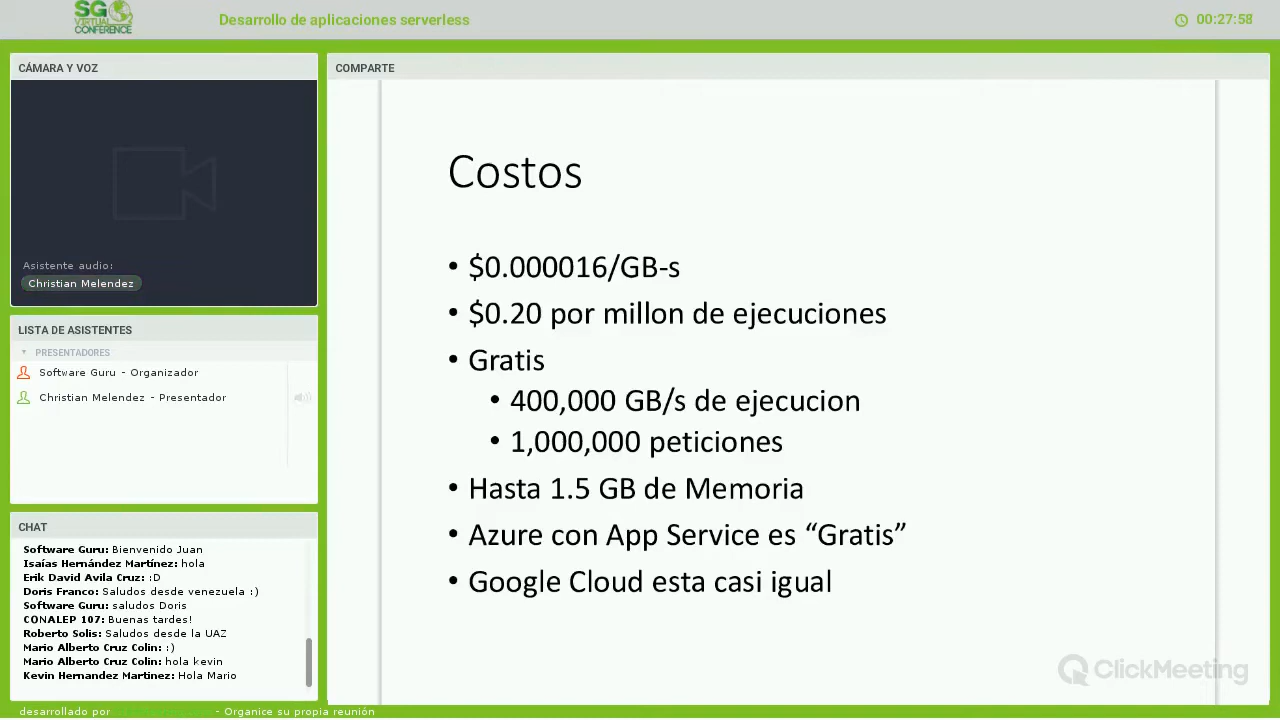 SG
VIRTUAL
CONFERENCE
Desarrollo de aplicaciones serverless
00:27:58
CÁMARA Y VOZ
Asistente audio:
Christian Melendez
LISTA DE ASISTENTES
PRESENTADORES
Software Guru - Organizador
Christian Melendez - Presentador
CHAT
Software Guru: Bienvenido Juan
Isaías Hernández Martínez: hola
Erik David Avila Cruz: :D
Doris Franco: Saludos desde venezuela :)
Software Guru: saludos Doris
CONALEP 107: Buenas tardes!
Roberto Solis: Saludos desde la UAZ
Mario Alberto Cruz Colin: :)
Mario Alberto Cruz Colin: hola kevin
Kevin Hernandez Martinez: Hola Mario
desarrollado por - Organice su propia reunión
COMPARTE
Costos
• $0.000016/GB-s
• $0.20 por millon de ejecuciones
• Gratis
• 400,000 GB/s de ejecucion
• 1,000,000 peticiones
• Hasta 1.5 GB de Memoria
• Azure con App Service es “Gratis”
• Google Cloud esta casi igual
ClickMeeting